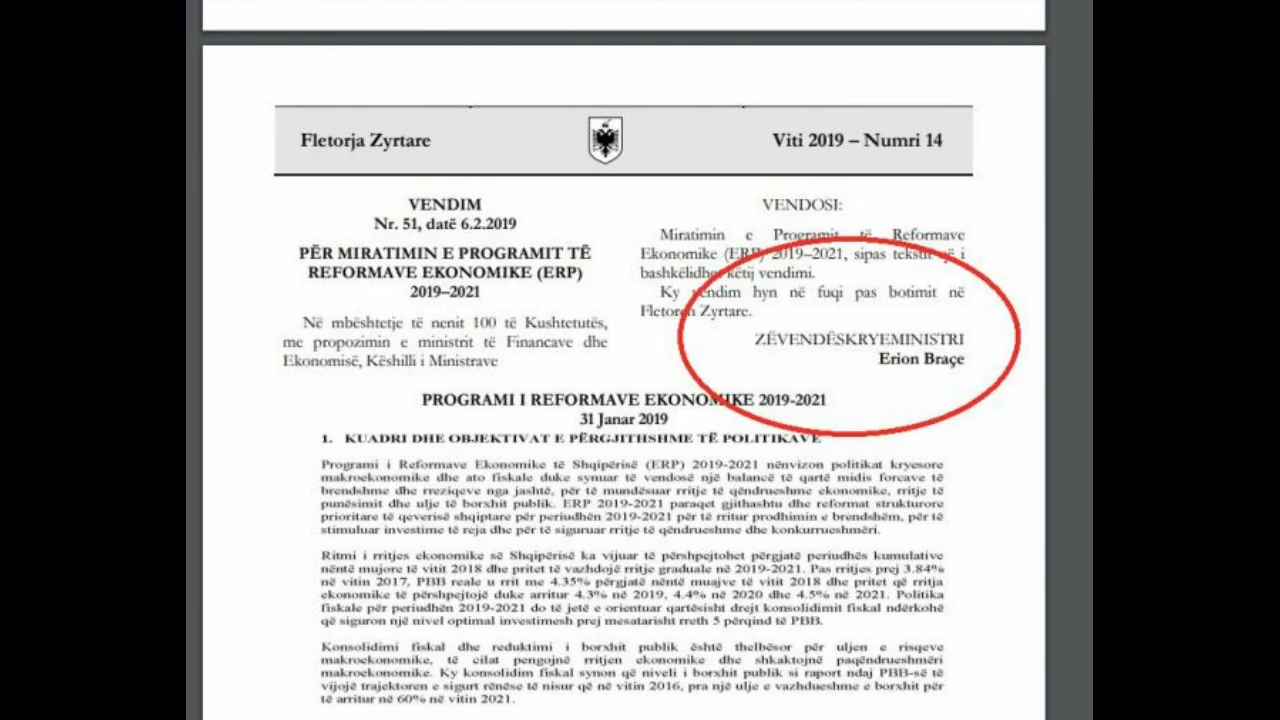 Fletorja Zyrtare
Viti 2019 – Numri 14
VENDIM
Nr. 51, datë 6.2.2019
PËR MIRATIMIN E PROGRAMIT TË
REFORMAVE EKONOMIKE (ERP)
2019–2021
Në mbështetje të nenit 100 të Kushtetutës,
me propozimin e ministrit të Financave dhe
Ekonomisë, Këshilli i Ministrave
VENDOSI:
Miratimin e Programit të Reformave
Ekonomike (ERP) 2019–2021, sipas tekstit që i
bashkëlidhet këtij vendimi.
Ky vendim hyn në fuqi pas botimit në
Fletoren Zyrtare.
ZËVENDËSKRYEMINISTRI
Erion Braçe
PROGRAMI I REFORMAVE EKONOMIKE 2019-2021
31 Janar 2019
1. KUADRI DHE OBJEKTIVAT E PËRGJITHSHME TË POLITIKAVE
Programi i Reformave Ekonomike të Shqipërisë (ERP) 2019-2021 nënvizon politikat kryesore
makroekonomike dhe ato fiskale duke synuar të vendosë një balancë të qartë midis forcave të
brendshme dhe rreziqeve nga jashtë, për të mundësuar rritje të qëndrueshme ekonomike, rritje të
punësimit dhe ulje të borxhit publik. ERP 2019-2021 paraqet gjithashtu dhe reformat strukturore
prioritare të qeverisë shqiptare për periudhën 2019-2021 për të rritur prodhimin e brendshëm, për të
stimuluar investime të reja dhe për të siguruar rritje të qëndrueshme dhe konkurrueshmëri.
Ritmi i rritjes ekonomike së Shqipërisë ka vijuar të përshpejtohet përgjatë periudhës kumulative
nëntë mujore të vitit 2018 dhe pritet të vazhdojë rritje graduale në 2019-2021. Pas rritjes prej 3.84%
në vitin 2017, PBB reale u rrit me 4.35% përgjatë nëntë muajve të vitit 2018 dhe pritet që rritja
ekonomike të përshpejtojë duke arritur 4.3% në 2019, 4.4% në 2020 dhe 4.5% në 2021. Politika
fiskale për periudhën 2019-2021 do të jetë e orientuar qartësisht drejt konsolidimit fiskal ndërkohë
që siguron një nivel optimal investimesh prej mesatarisht rreth 5 përqind të PBB.
Konsolidimi fiskal dhe reduktimi i borxhit publik është thelbësor për uljen e risqeve
makroekonomike, të cilat pengojnë rritjen ekonomike dhe shkaktojnë paqëndrueshmëri
makroekonomike. Ky konsolidim fiskal synon që niveli i borxhit publik si raport ndaj PBB-së të
vijojë trajektoren e sigurt rënëse të nisur që në vitin 2016, pra një ulje e vazhdueshme e borxhit për
të arritur në 60% në vitin 2021.